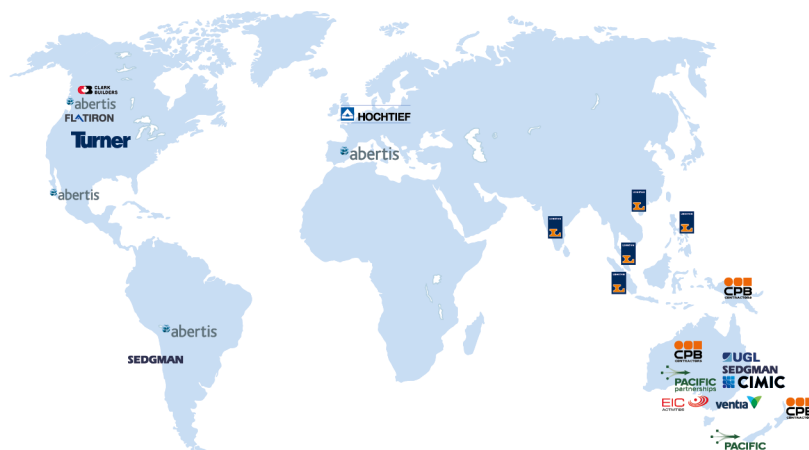 CLARK
BUILDERS
abertis
FLATIRON
Turner
HOCHTIEF
abertis
abertis
L
L
L
L
L
CPB
CONTRACTORS
abertis
SEDGMAN
CPB
CONTRACTORS
UGL
SEDGMAN
CIMIC
PACIFIC
partnerships
EIC
ACTIVITIES
ventia
CPB
CONTRACTORS
PACIFIC